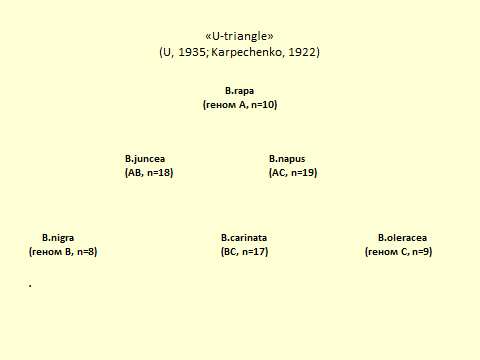 «U-triangle»
(U, 1935; Karpechenko, 1922)
B.rapa
(геном А, n=10)
B.juncea
(AB, n=18)
B.napus
(AC, n=19)
B.nigra
(геном B, n=8)
B.carinata
(BC, n=17)
B.oleracea
(геном C, n=9)
.